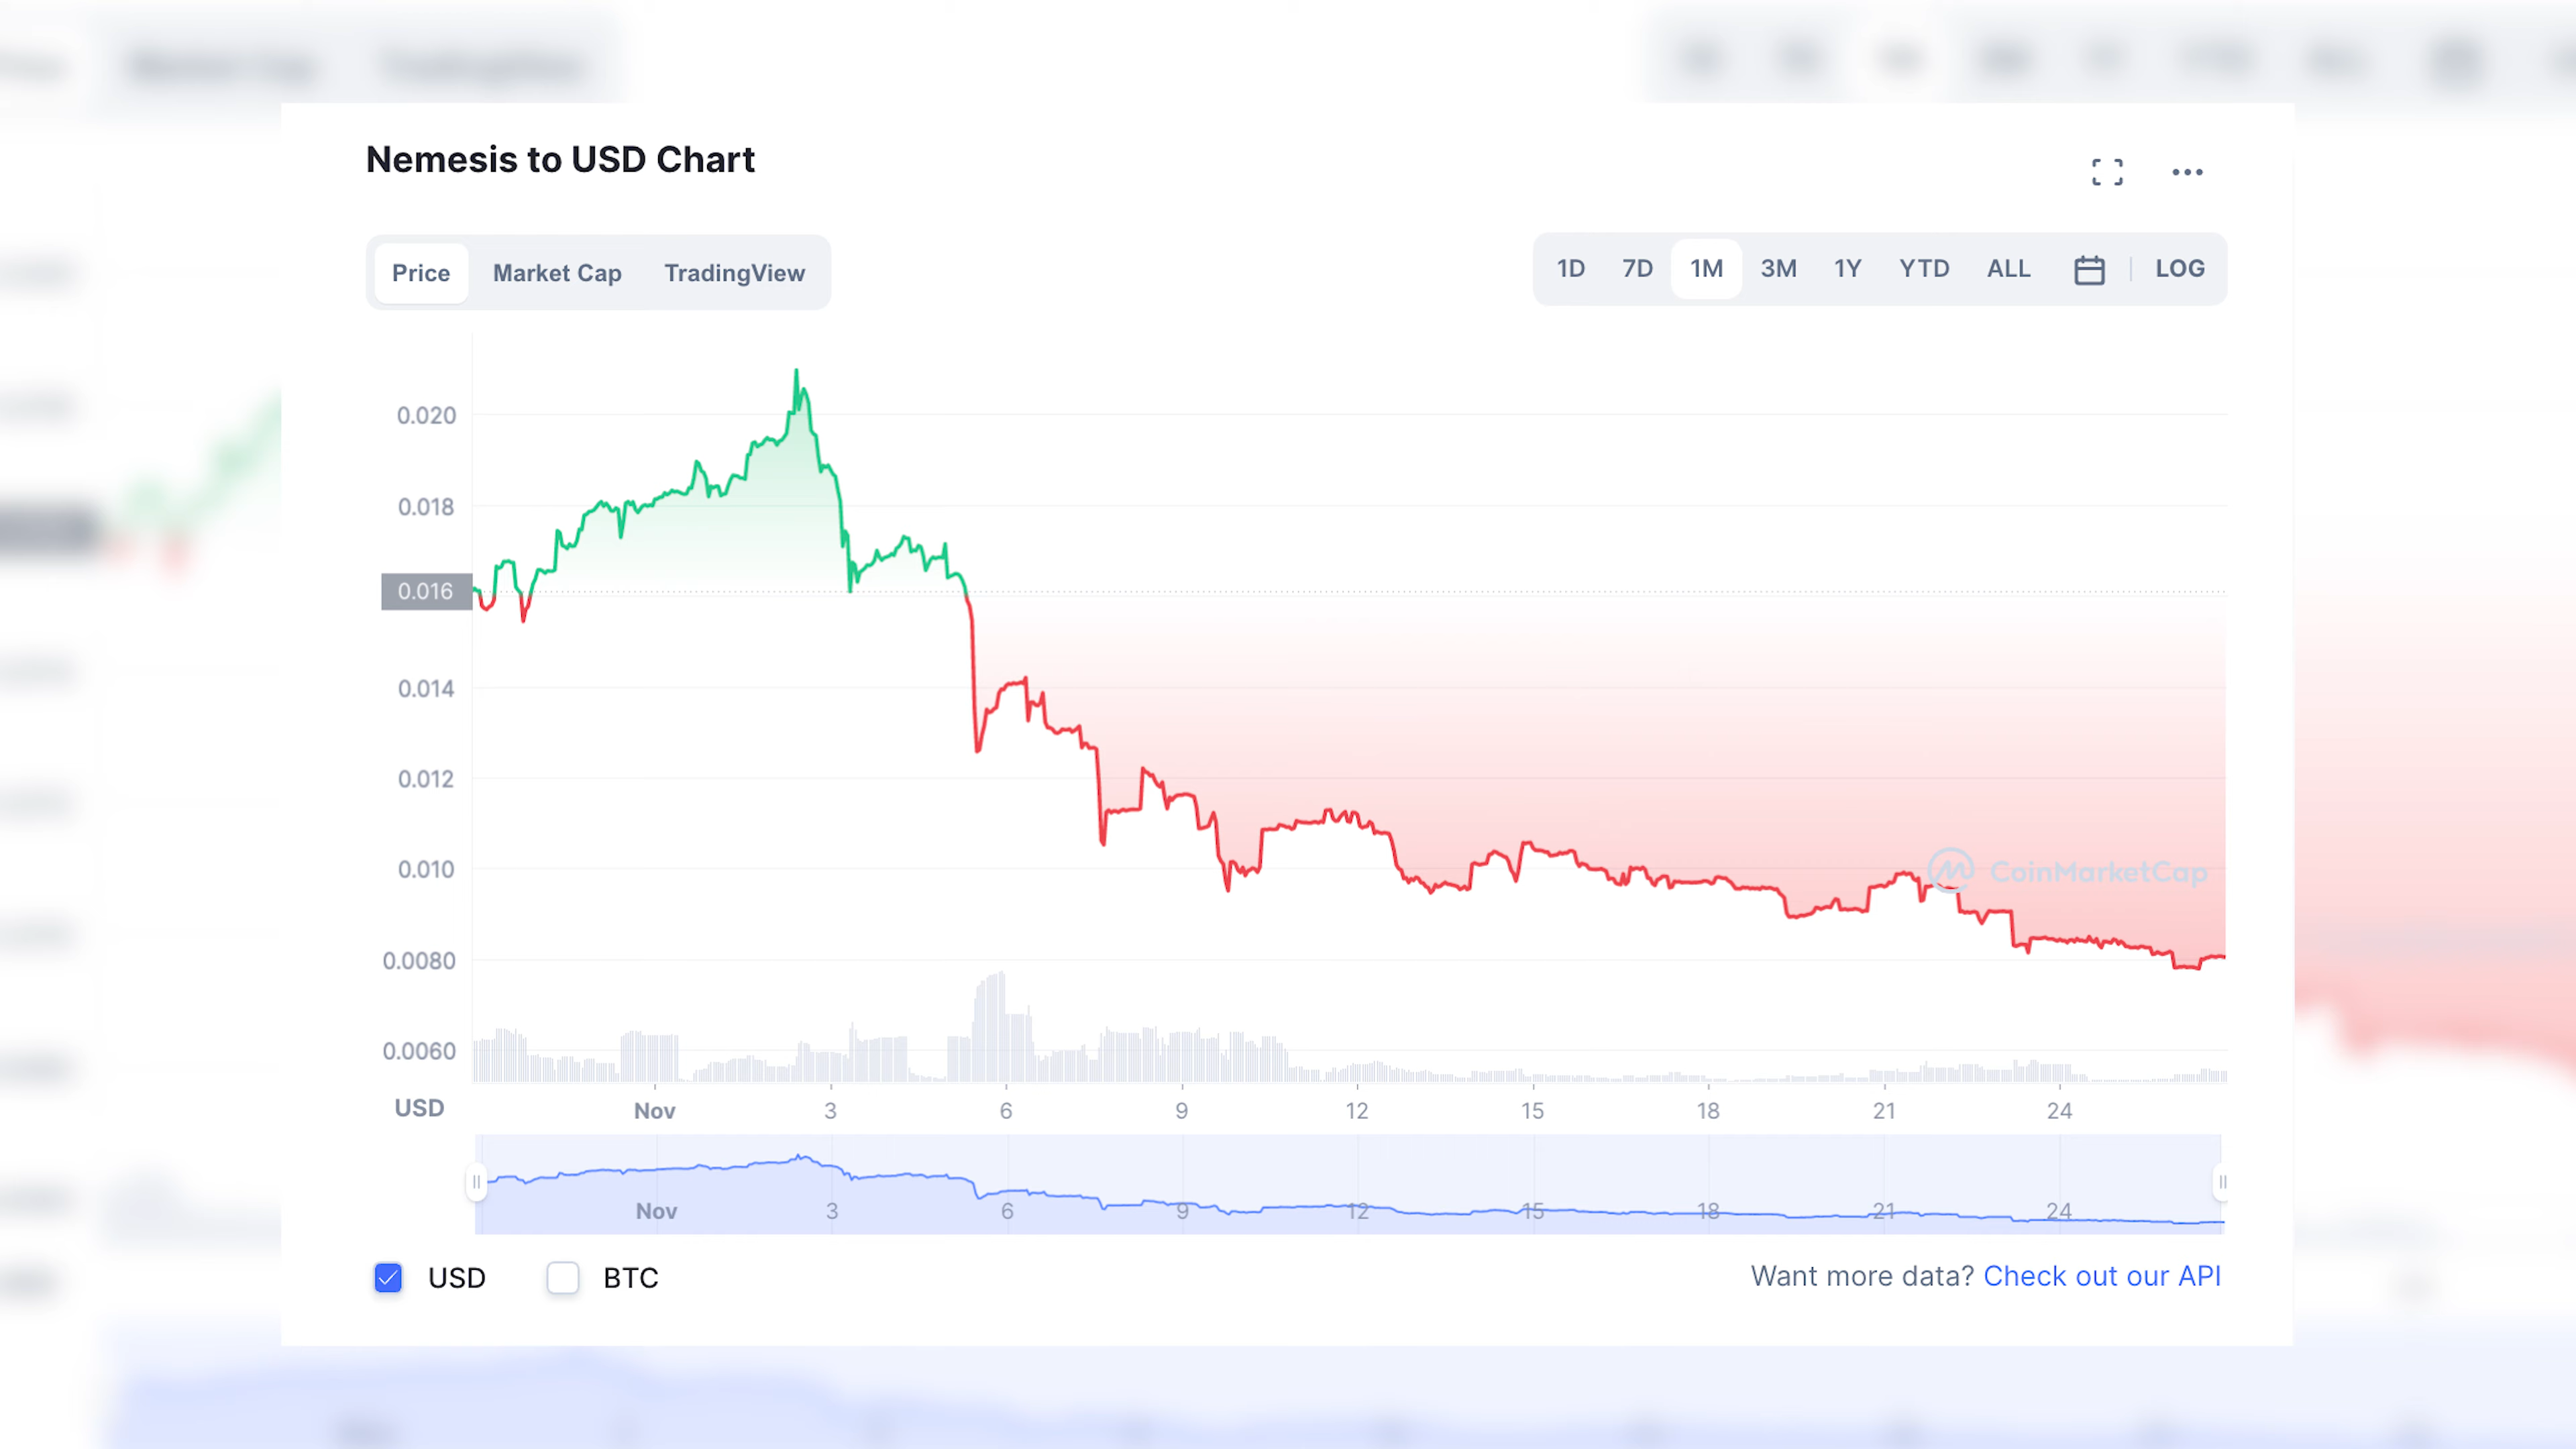 Nemesis to USD Chart
Price Market Cap TradingView
1D 7D 1M 3M 1Y YTD ALL LOG
0.020
0.018
0.016
0.014
0.012
0.010
0.0080
0.0060
CoinMarketCap
USD Nov 3 6 9 12 15 18 21 24
Nov 3 6 9 12 15 18 21 24
USD BTC
Want more data? Check out our API